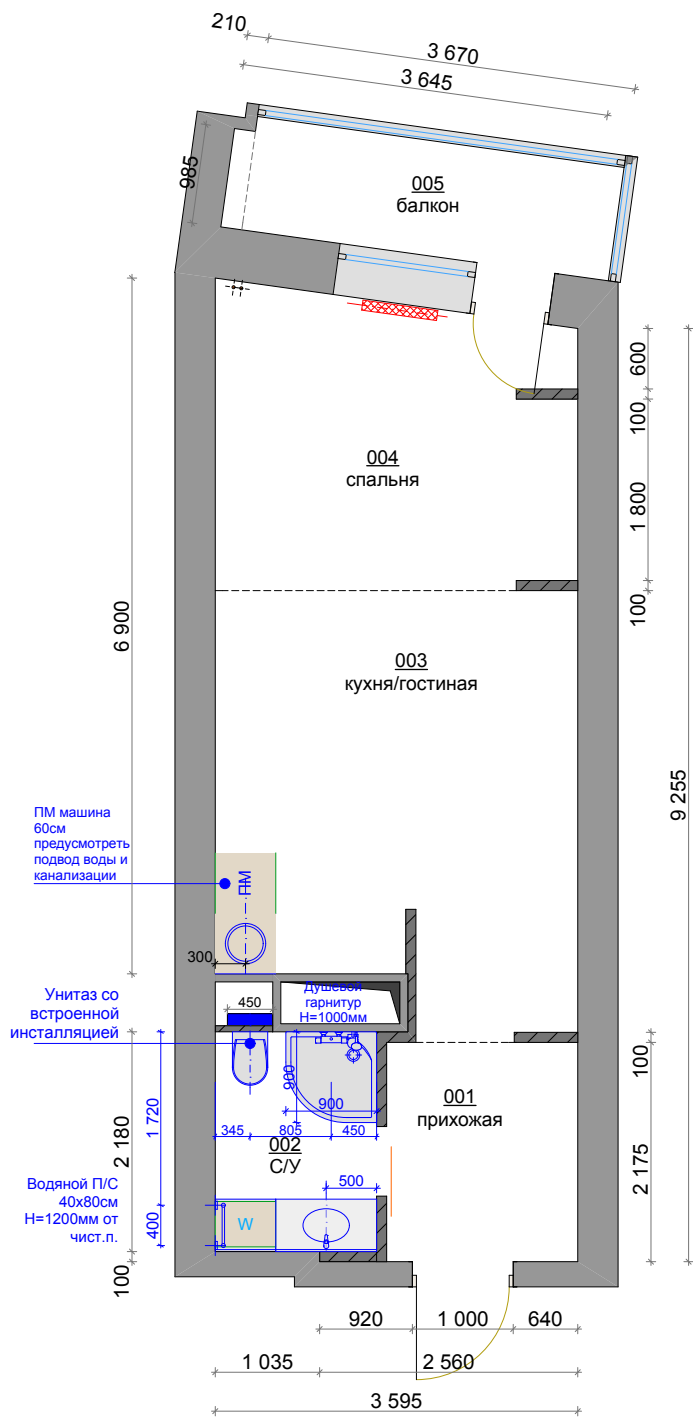 210
3 670
3 645
985
005
балкон
600
100
004
спальня
1 800
6 900
100
003
кухня/гостиная
9 255
ПМ машина
60см
предусмотреть
подвод воды и
канализации
ПМ
300
Унитаз со
встроенной
инсталляцией
450
Душевой
гарнитур
Н=1000мм
100
1 720
900
900
001
прихожая
2 180
345
805
450
002
С/У
2 175
Водяной П/С
40х80см
Н=1200мм от
чист.п.
500
400
W
100
920
1 000
640
1 035
2 560
3 595